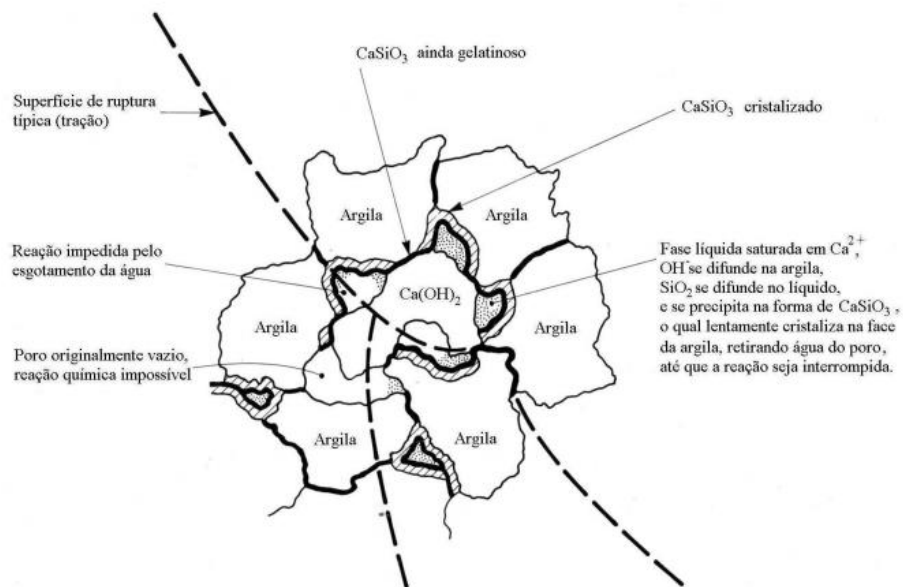 CaSiO3 ainda gelatinoso
Superfície de ruptura
típica (tração)
CaSiO3 cristalizado
Argila
Argila
Reação impedida pelo
esgotamento da água
Ca(OH)2
Fase líquida saturada em Ca2+,
OH- se difunde na argila,
SiO2 se difunde no líquido,
e se precipita na forma de CaSiO3 ,
o qual lentamente cristaliza na face
da argila, retirando água do poro,
até que a reação seja interrompida.
Argila
Poro originalmente vazio,
reação química impossível
Argila
Argila